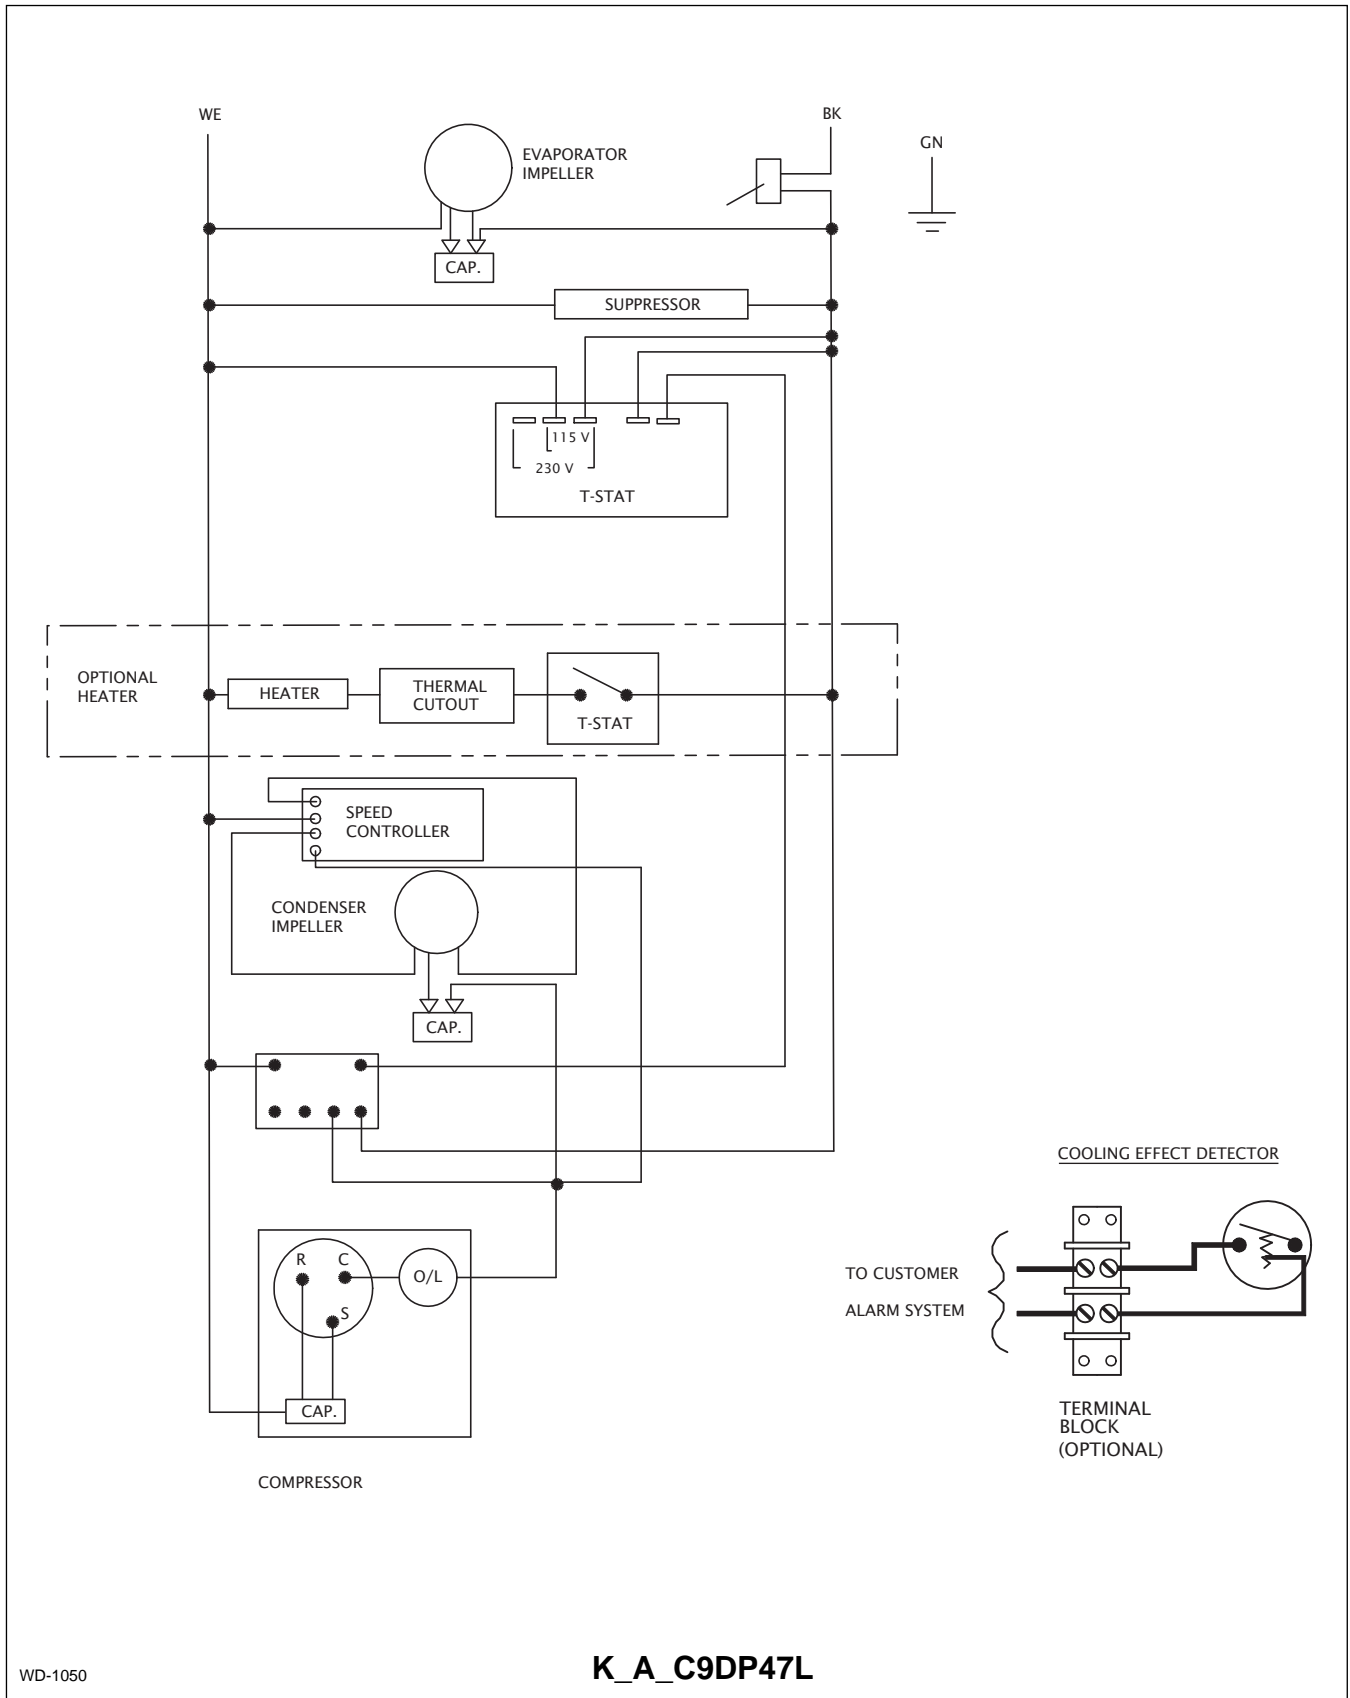 WE
BK
GN
EVAPORATOR
IMPELLER
CAP.
SUPPRESSOR
115 V
230 V
T-STAT
OPTIONAL
HEATER
HEATER
THERMAL
CUTOUT
T-STAT
SPEED
CONTROLLER
CONDENSER
IMPELLER
CAP.
COOLING EFFECT DETECTOR
R
C
O/L
S
CAP.
COMPRESSOR
TO CUSTOMER
ALARM SYSTEM
TERMINAL
BLOCK
(OPTIONAL)
WD-1050
K_A_C9DP47L